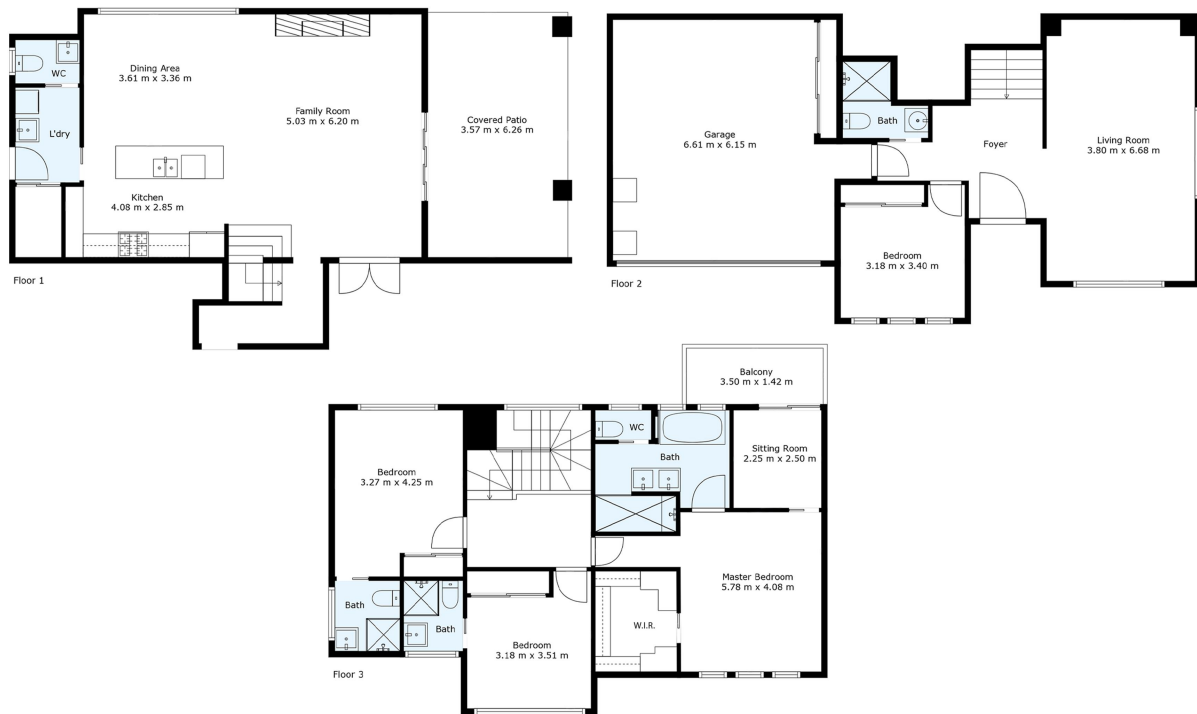 WC
Dining Area
3.61 m x 3.36 m
L'dry
Family Room
5.03 m x 6.20 m
Covered Patio
3.57 m x 6.26 m
Kitchen
4.08 m x 2.85 m
Floor 1
Garage
6.61 m x 6.15 m
Bath
Foyer
Living Room
3.80 m x 6.68 m
Bedroom
3.18 m x 3.40 m
Floor 2
Balcony
3.50 m x 1.42 m
WC
Bath
Sitting Room
2.25 m x 2.50 m
Bedroom
3.27 m x 4.25 m
Master Bedroom
5.78 m x 4.08 m
Bath
Bath
W.I.R.
Bedroom
3.18 m x 3.51 m
Floor 3